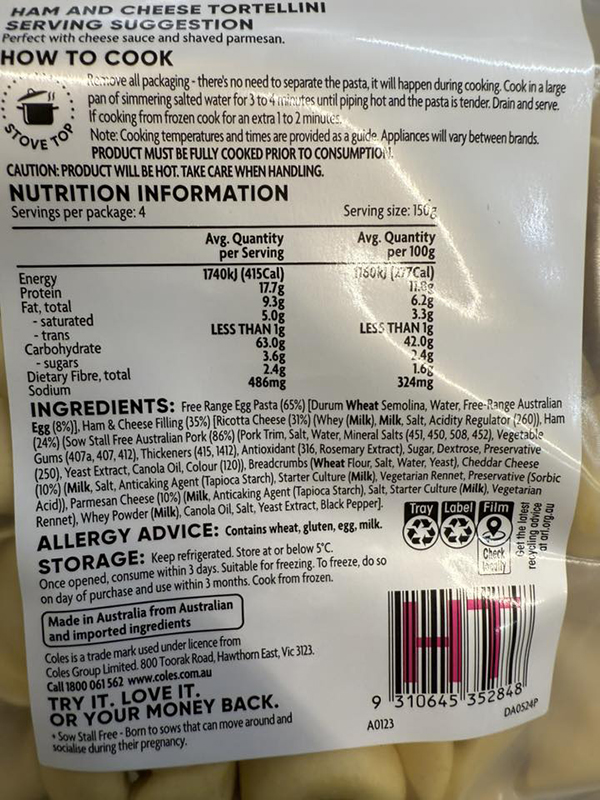 HAM AND CHEESE TORTELLINI
SERVING SUGGESTION
Perfect with cheese sauce and shaved parmesan.
HOW TO COOK
STOVE TOP
Remove all packaging - there's no need to separate the pasta, it will happen during cooking. Cook in a large
pan of simmering salted water for 3 to 4 minutes until piping hot and the pasta is tender. Drain and serve.
If cooking from frozen cook for an extra 1 to 2 minutes.
Note: Cooking temperatures and times are provided as a guide. Appliances will vary between brands.
PRODUCT MUST BE FULLY COOKED PRIOR TO CONSUMPTION.
CAUTION: PRODUCT WILL BE HOT. TAKE CARE WHEN HANDLING.
NUTRITION INFORMATION
Servings per package: 4 Serving size: 150g
Avg. Quantity per Serving Avg. Quantity per 100g
Energy 1740kJ (415Cal) 1160kJ (277Cal)
Protein 17.7g 11.8g
Fat, total 9.3g 6.2g
- saturated 5.0g 3.3g
- trans LESS THAN 1g LESS THAN 1g
Carbohydrate 63.0g 42.0g
- sugars 3.6g 2.4g
Dietary Fibre, total 2.4g 1.6g
Sodium 486mg 324mg
INGREDIENTS: Free Range Egg Pasta (65%) [Durum Wheat Semolina, Water, Free-Range Australian
Egg (8%)], Ham & Cheese Filling (35%) [Ricotta Cheese (31%) (Whey (Milk), Milk, Salt, Acidity Regulator (260)), Ham
(24%) (Sow Stall Free Australian Pork (86%) (Pork Trim, Salt, Water, Mineral Salts (451, 450, 508, 452), Vegetable
Gums (407a, 407, 412), Thickeners (415, 1412), Antioxidant (316, Rosemary Extract), Sugar, Dextrose, Preservative
(250), Yeast Extract, Canola Oil, Colour (120)), Breadcrumbs (Wheat Flour, Salt, Water, Yeast), Cheddar Cheese
(10%) (Milk, Salt, Anticaking Agent (Tapioca Starch), Starter Culture (Milk), Vegetarian Rennet, Preservative (Sorbic
Acid)), Parmesan Cheese (10%) (Milk, Anticaking Agent (Tapioca Starch), Salt, Starter Culture (Milk), Vegetarian
Rennet), Whey Powder (Milk), Canola Oil, Salt, Yeast Extract, Black Pepper].
ALLERGY ADVICE: Contains wheat, gluten, egg, milk.
STORAGE: Keep refrigerated. Store at or below 5°C.
Once opened, consume within 3 days. Suitable for freezing. To freeze, do so
on day of purchase and use within 3 months. Cook from frozen.
Tray Label Film
Check
locally
Get the latest
recycling advice
at arl.org.au
Made in Australia from Australian
and imported ingredients
Coles is a trade mark used under licence from
Coles Group Limited. 800 Toorak Road, Hawthorn East, Vic 3123.
Call 1800 061 562 www.coles.com.au
TRY IT. LOVE IT.
OR YOUR MONEY BACK.
* Sow Stall Free - Born to sows that can move around and
socialise during their pregnancy.
HT
9 310645 352848
A0123
DA0524P